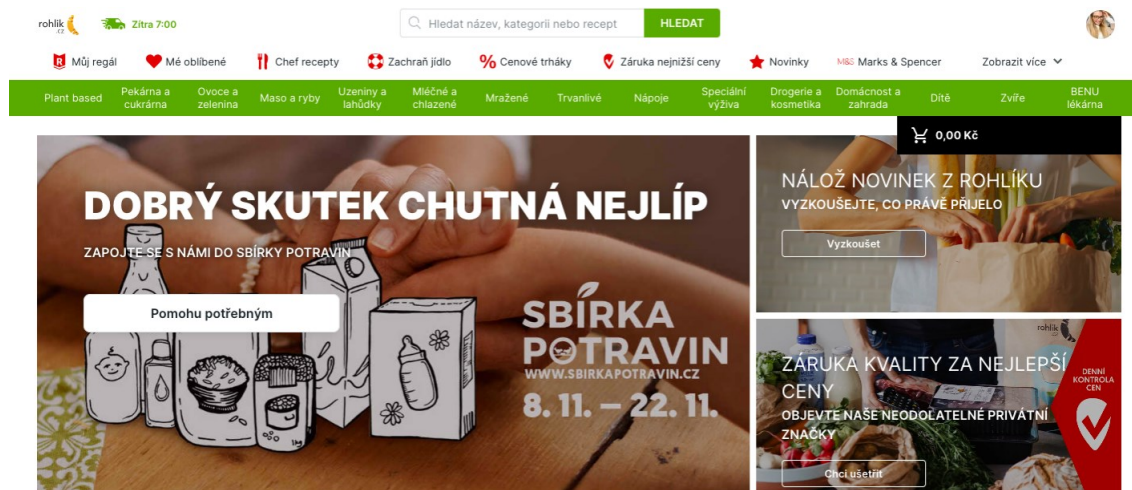 rohlik
.cz
Zítra 7:00
Hledat název, kategorii nebo recept
HLEDAT
Můj regál
Mé oblíbené
Chef recepty
Zachraň jídlo
Cenové trháky
Záruka nejnižší ceny
Novinky
M&S Marks & Spencer
Zobrazit více
Plant based
Pekárna a
cukrárna
Ovoce a
zelenina
Maso a ryby
Uzeniny a
lahůdky
Mléčné a
chlazené
Mražené
Trvanlivé
Nápoje
Speciální
výživa
Drogerie a
kosmetika
Domácnost a
zahrada
Dítě
Zvíře
BENU
lékárna
0,00 Kč
DOBRÝ SKUTEK CHUTNÁ NEJLÍP
ZAPOJTE SE S NÁMI DO SBÍRKY POTRAVIN
Pomohu potřebným
SBÍRKA
POTRAVIN
WWW.SBIRKAPOTRAVIN.CZ
8. 11. – 22. 11.
1kg
NÁLOŽ NOVINEK Z ROHLÍKU
VYZKOUŠEJTE, CO PRÁVĚ PŘIJELO
Vyzkoušet
rohlik
ZÁRUKA KVALITY ZA NEJLEPŠÍ
CENY
OBJEVTE NAŠE NEODOLATELNÉ PRIVÁTNÍ
ZNAČKY
Chci ušetřit
DENNÍ
KONTROLA
CEN